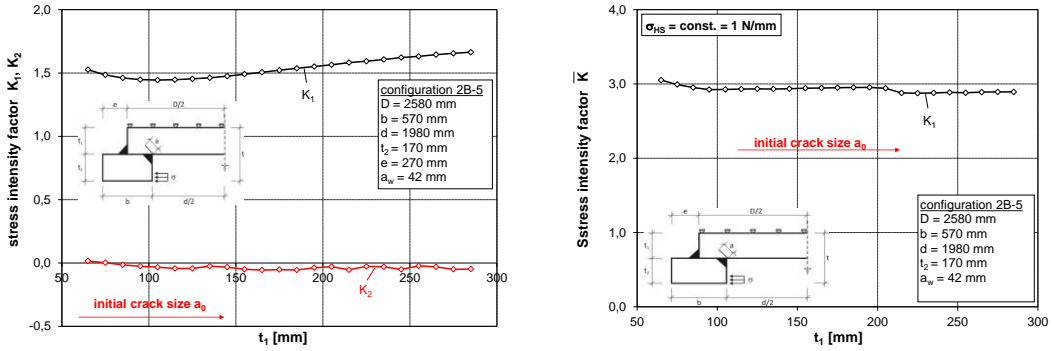 stress intensity factor K1, K2
2,0
1,5
1,0
0,5
0,0
-0,5
50
100
150
200
250
300
t1 [mm]
K1
K2
initial crack size a0
configuration 2B-5
D = 2580 mm
b = 570 mm
d = 1980 mm
t2 = 170 mm
e = 270 mm
aw = 42 mm
e
D/2
t1
t2
a
t
σ
b
d/2
Sstress intensity factor K̅
4,0
3,0
2,0
1,0
0,0
50
100
150
200
250
300
t1 [mm]
σHS = const. = 1 N/mm
K1
initial crack size a0
configuration 2B-5
D = 2580 mm
b = 570 mm
d = 1980 mm
t2 = 170 mm
aw = 42 mm
e
D/2
t1
t2
a
t
σ
b
d/2